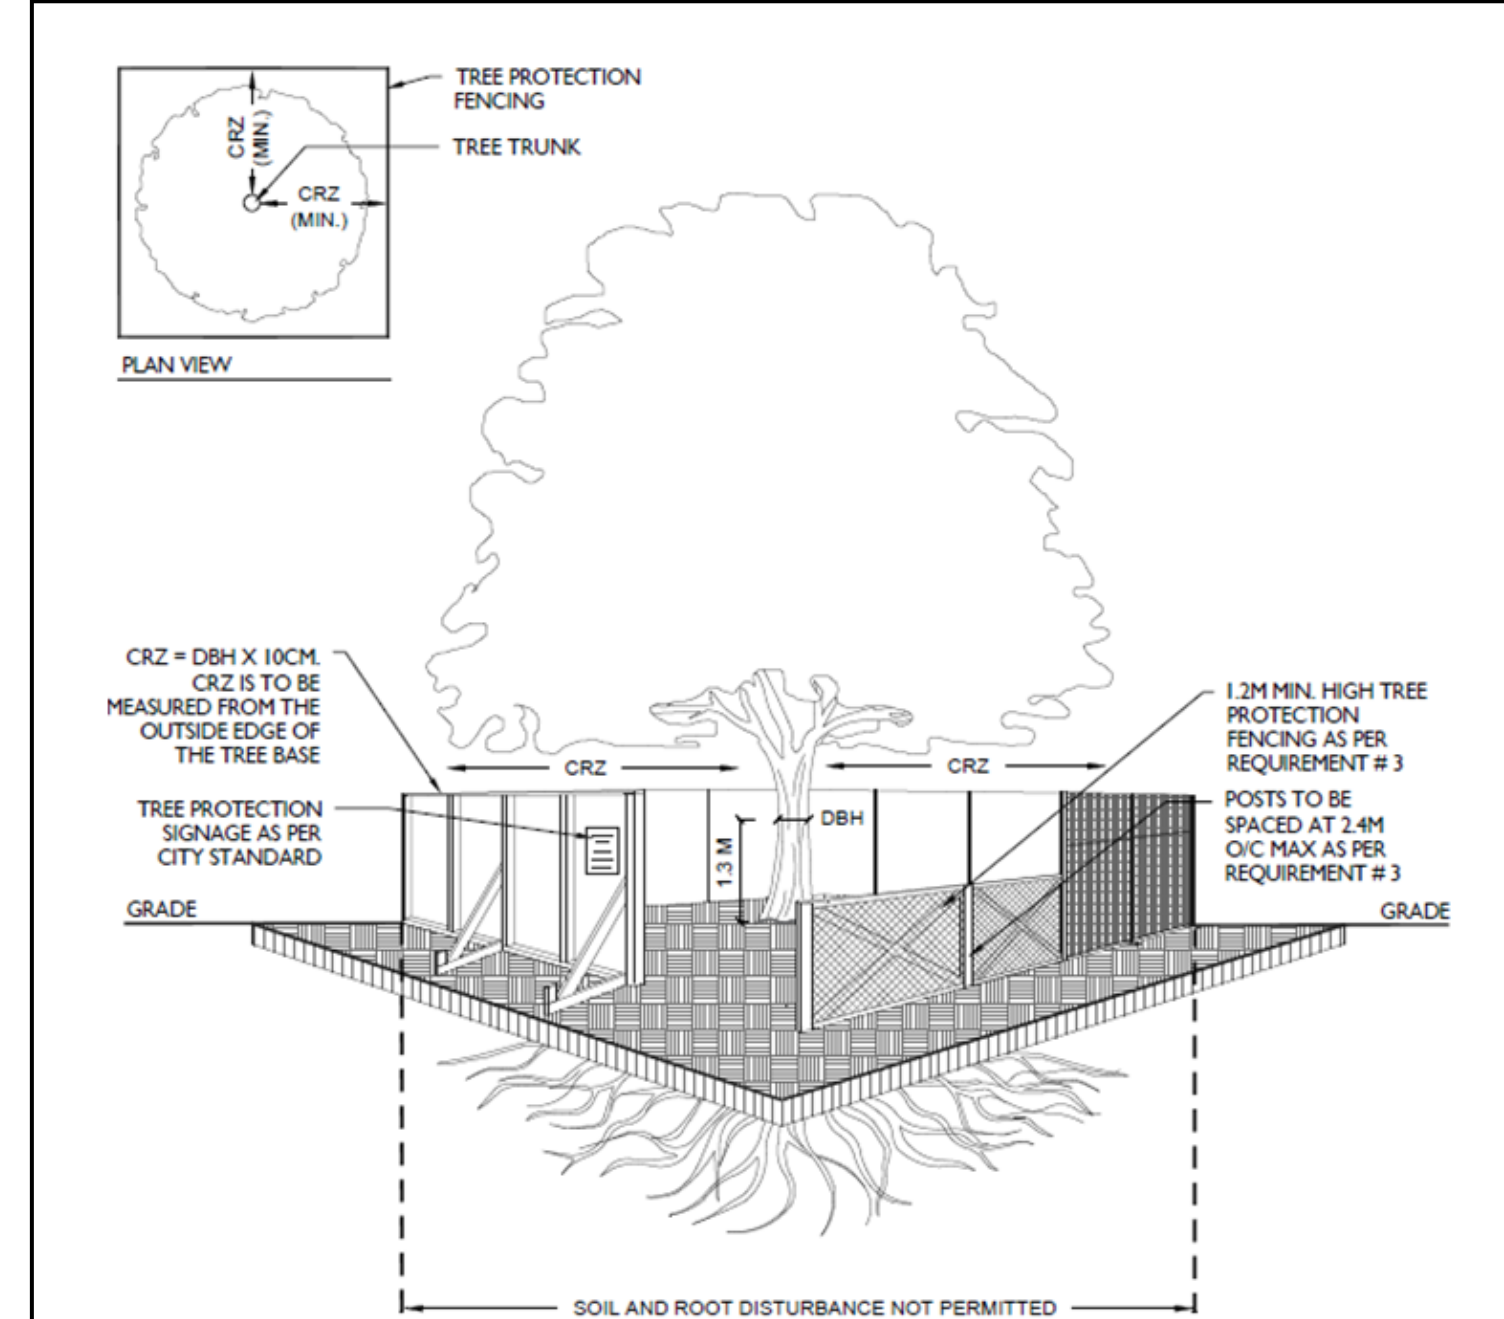 TREE PROTECTION
FENCING
TREE TRUNK
CRZ
(MIN.)
CRZ
(MIN.)
PLAN VIEW
CRZ = DBH X 10CM.
CRZ IS TO BE
MEASURED FROM THE
OUTSIDE EDGE OF
THE TREE BASE
TREE PROTECTION
SIGNAGE AS PER
CITY STANDARD
GRADE
CRZ
CRZ
DBH
1.3 M
1.2M MIN. HIGH TREE
PROTECTION
FENCING AS PER
REQUIREMENT # 3
POSTS TO BE
SPACED AT 2.4M
O/C MAX AS PER
REQUIREMENT # 3
GRADE
SOIL AND ROOT DISTURBANCE NOT PERMITTED